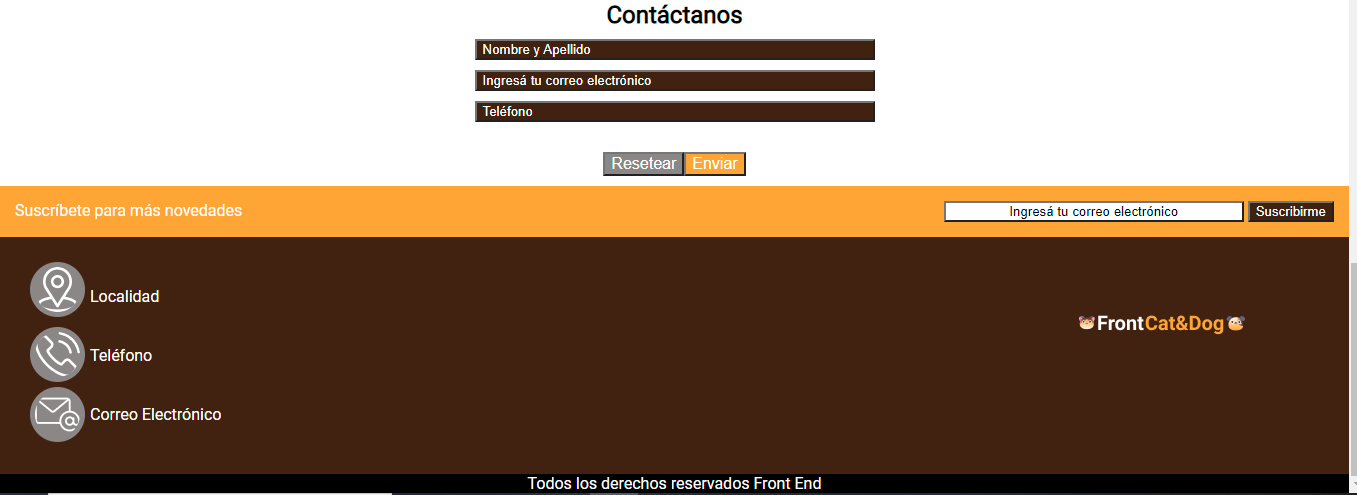 Contáctanos
Nombre y Apellido
Ingresá tu correo electrónico
Teléfono
Resetear Enviar
Suscríbete para más novedades
Ingresá tu correo electrónico Suscribirme
Localidad
Teléfono
Correo Electrónico
FrontCat&Dog
Todos los derechos reservados Front End